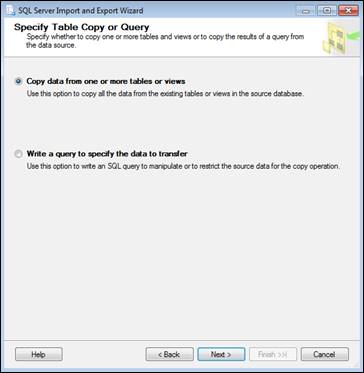 SQL Server Import and Export Wizard
Specify Table Copy or Query
Specify whether to copy one or more tables and views or to copy the results of a query from
the data source.
Copy data from one or more tables or views
Use this option to copy all the data from the existing tables or views in the source database.
Write a query to specify the data to transfer
Use this option to write an SQL query to manipulate or to restrict the source data for the copy operation.
Help
< Back
Next >
Finish >>|
Cancel